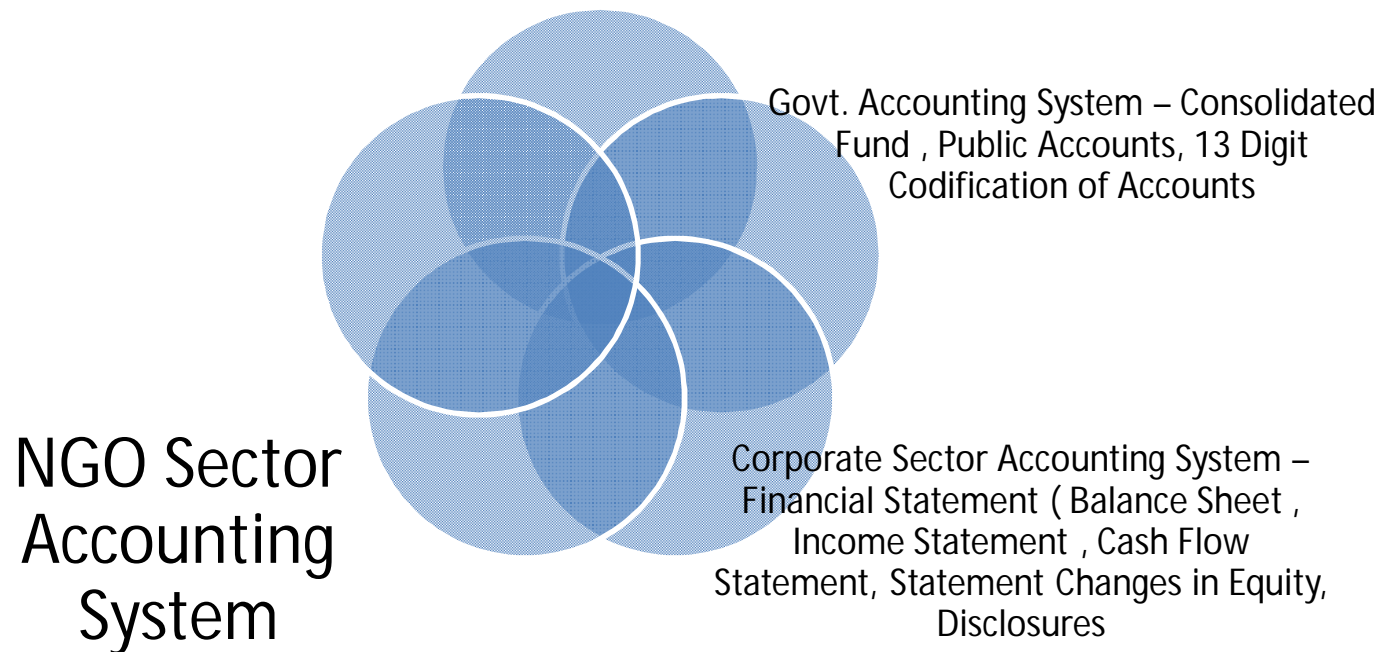 Govt. Accounting System – Consolidated
Fund , Public Accounts, 13 Digit
Codification of Accounts
NGO Sector
Accounting
System
Corporate Sector Accounting System –
Financial Statement ( Balance Sheet ,
Income Statement , Cash Flow
Statement, Statement Changes in Equity,
Disclosures